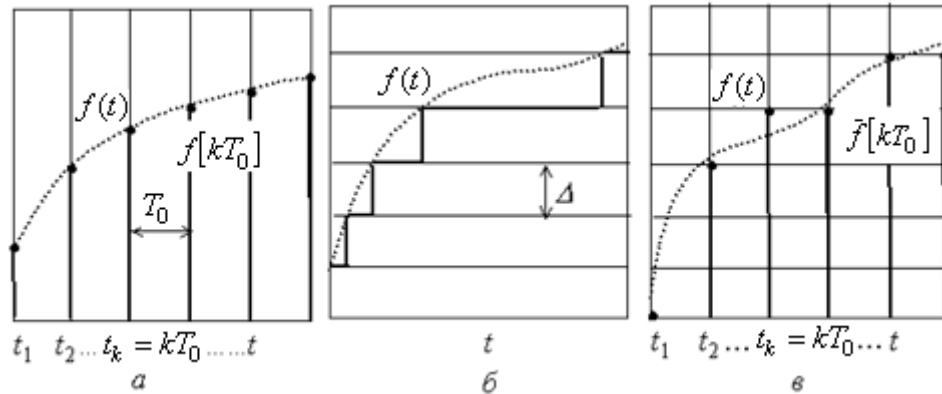 f(t)
f[kT₀]
T₀
t₁ t₂... t_k = kT₀......t
а
f(t)
Δ
t
б
f(t)
f̄[kT₀]
t₁ t₂... t_k = kT₀... t
в